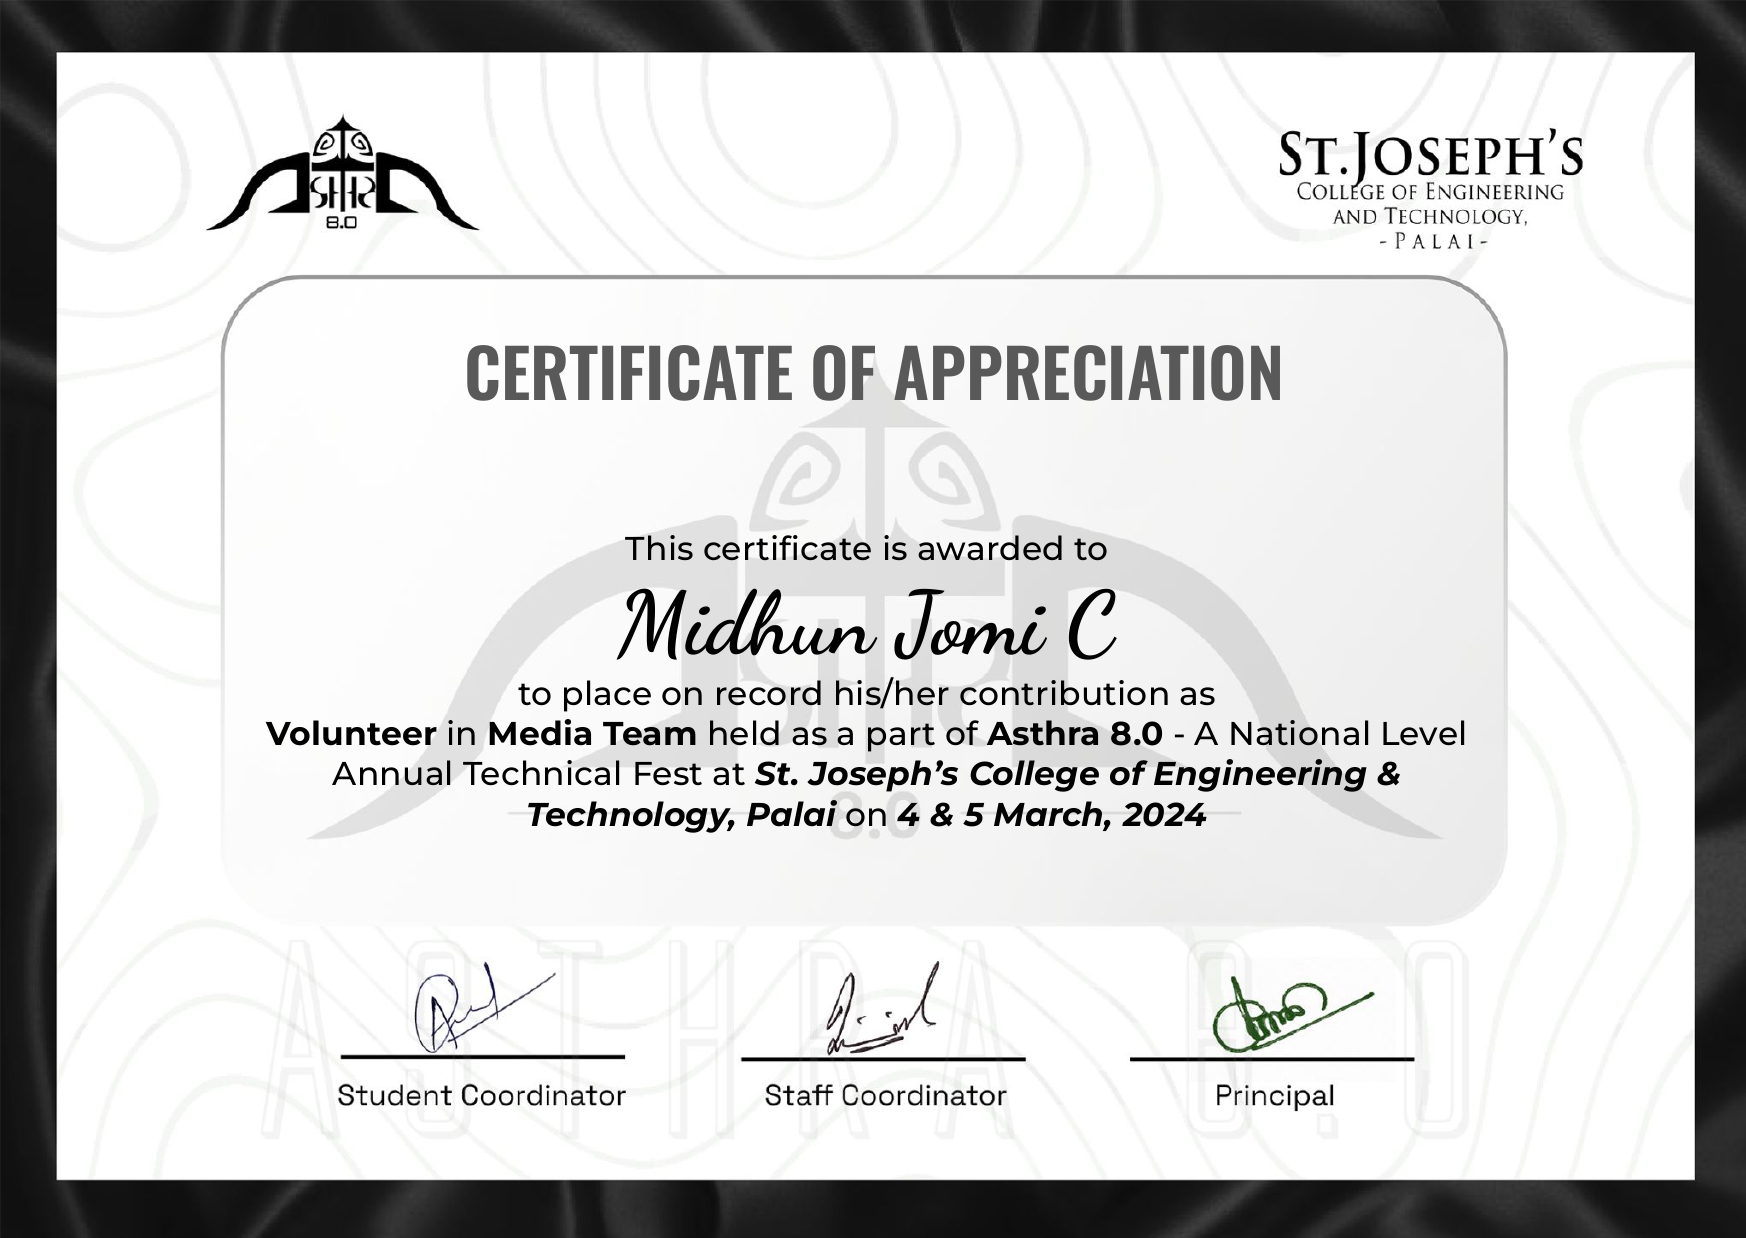 ASTHRA
8.0
ST.JOSEPH'S
COLLEGE OF ENGINEERING
AND TECHNOLOGY,
-PALAI-
CERTIFICATE OF APPRECIATION
This certificate is awarded to
Midhun Jomi C
to place on record his/her contribution as
Volunteer in Media Team held as a part of Asthra 8.0 - A National Level
Annual Technical Fest at St. Joseph’s College of Engineering &
Technology, Palai on 4 & 5 March, 2024
8.0
ASTHRA 8.0
Student Coordinator
Staff Coordinator
Principal